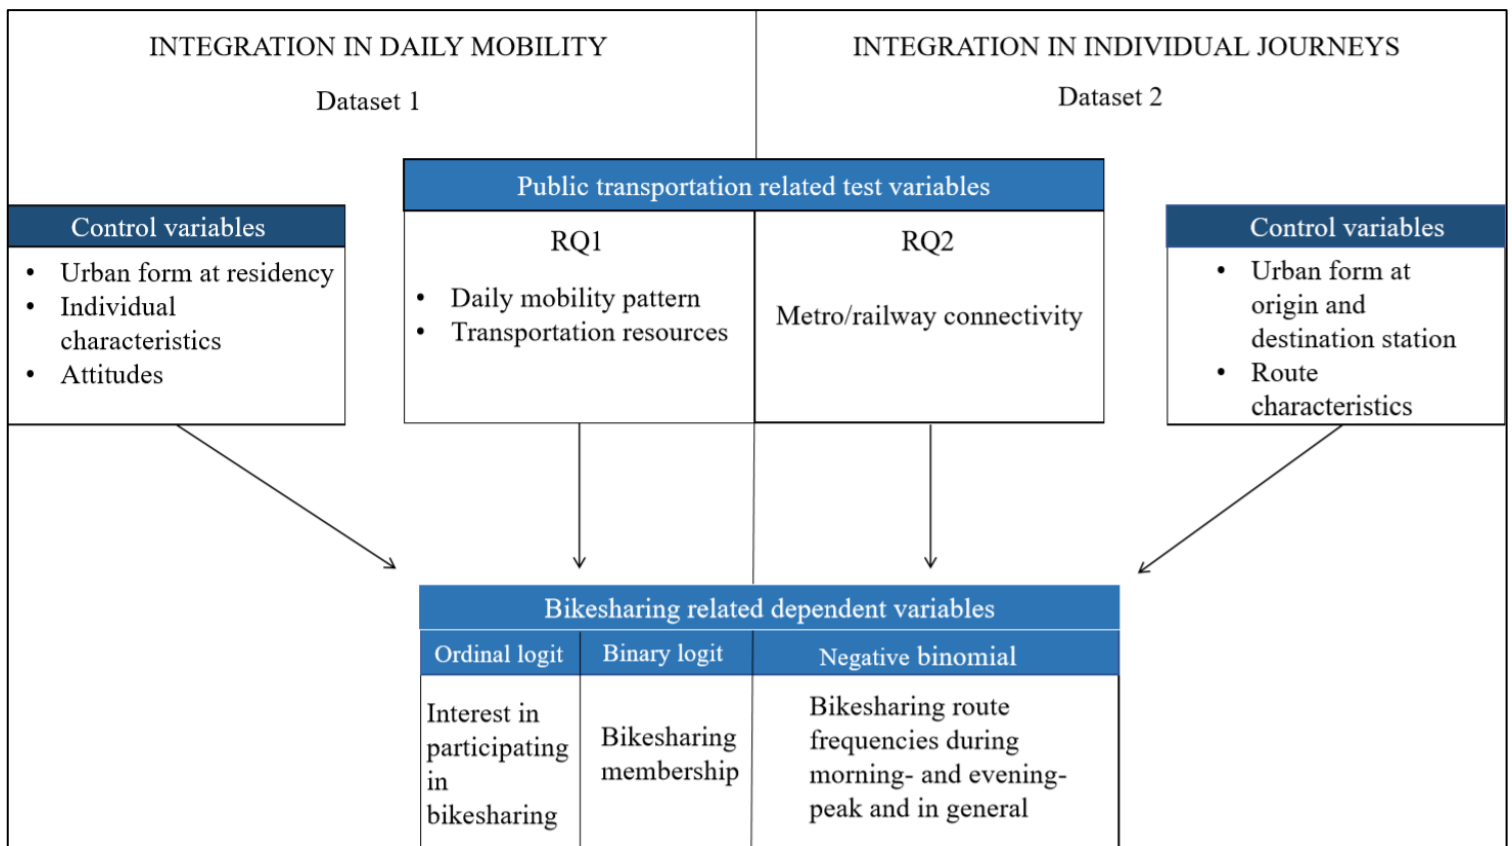 INTEGRATION IN DAILY MOBILITY
Dataset 1
INTEGRATION IN INDIVIDUAL JOURNEYS
Dataset 2
Public transportation related test variables
Control variables
• Urban form at residency
• Individual
characteristics
• Attitudes
RQ1
• Daily mobility pattern
• Transportation resources
RQ2
Metro/railway connectivity
Control variables
• Urban form at
origin and
destination station
• Route
characteristics
Bikesharing related dependent variables
Ordinal logit
Interest in
participating
in
bikesharing
Binary logit
Bikesharing
membership
Negative binomial
Bikesharing route
frequencies during
morning- and evening-
peak and in general